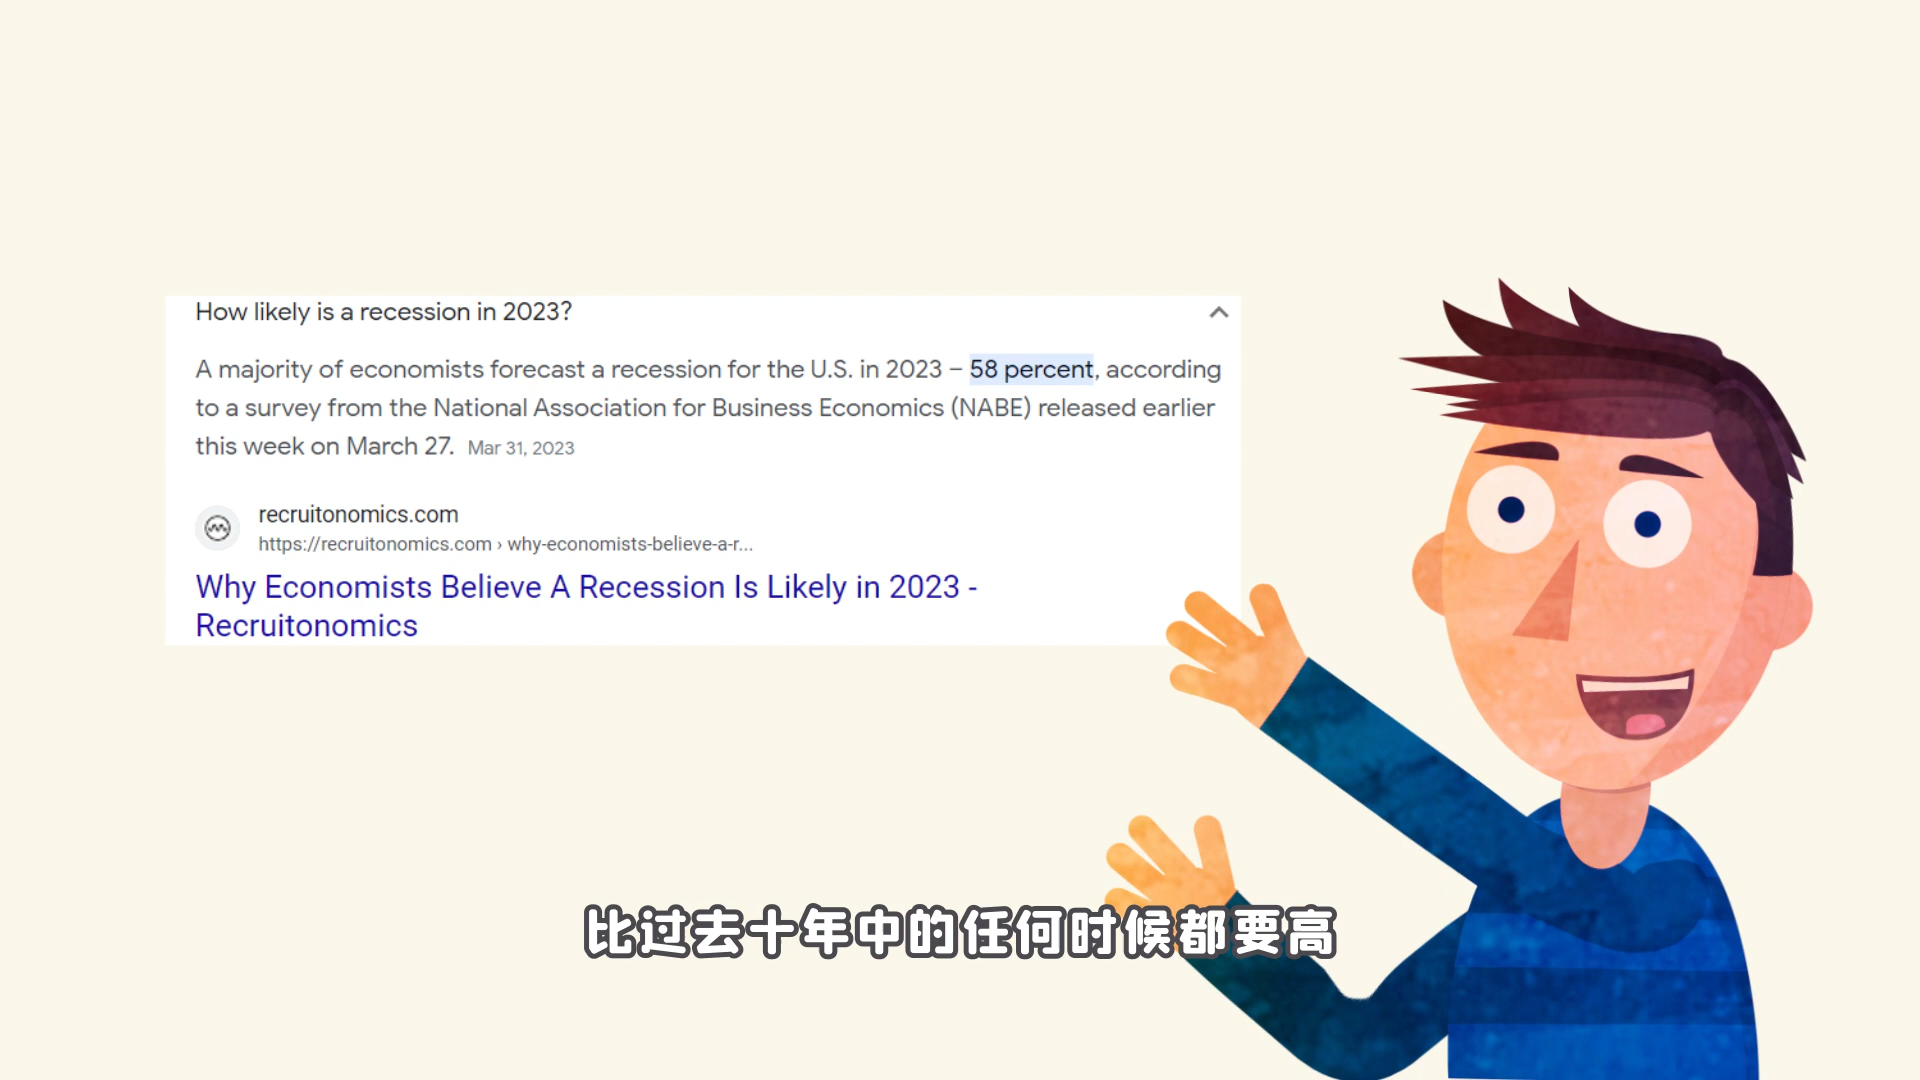 How likely is a recession in 2023?
A majority of economists forecast a recession for the U.S. in 2023 – 58 percent, according
to a survey from the National Association for Business Economics (NABE) released earlier
this week on March 27. Mar 31, 2023
recruitonomics.com
https://recruitonomics.com › why-economists-believe-a-r...
Why Economists Believe A Recession Is Likely in 2023 -
Recruitonomics
比过去十年中的任何时候都要高